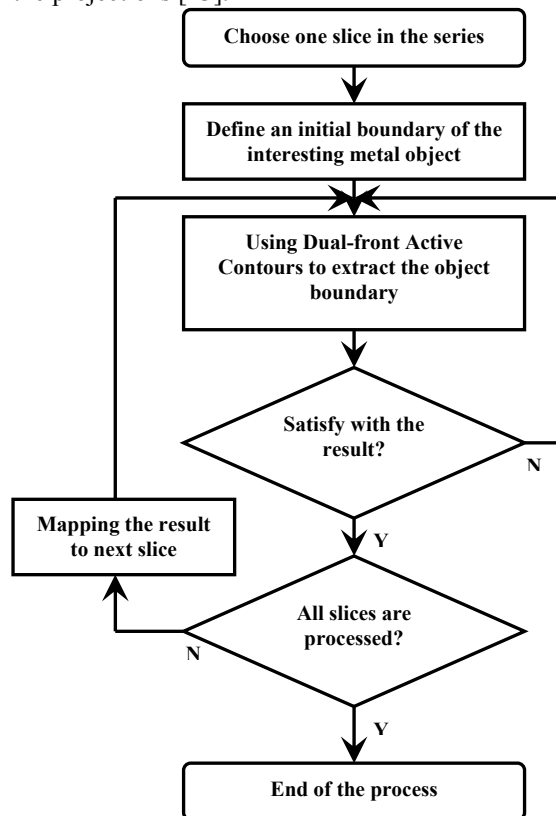 Choose one slice in the series
Define an initial boundary of the
interesting metal object
Using Dual-front Active
Contours to extract the object
boundary
Satisfy with the
result?
N
Mapping the result
to next slice
Y
All slices are
processed?
N
Y
End of the process